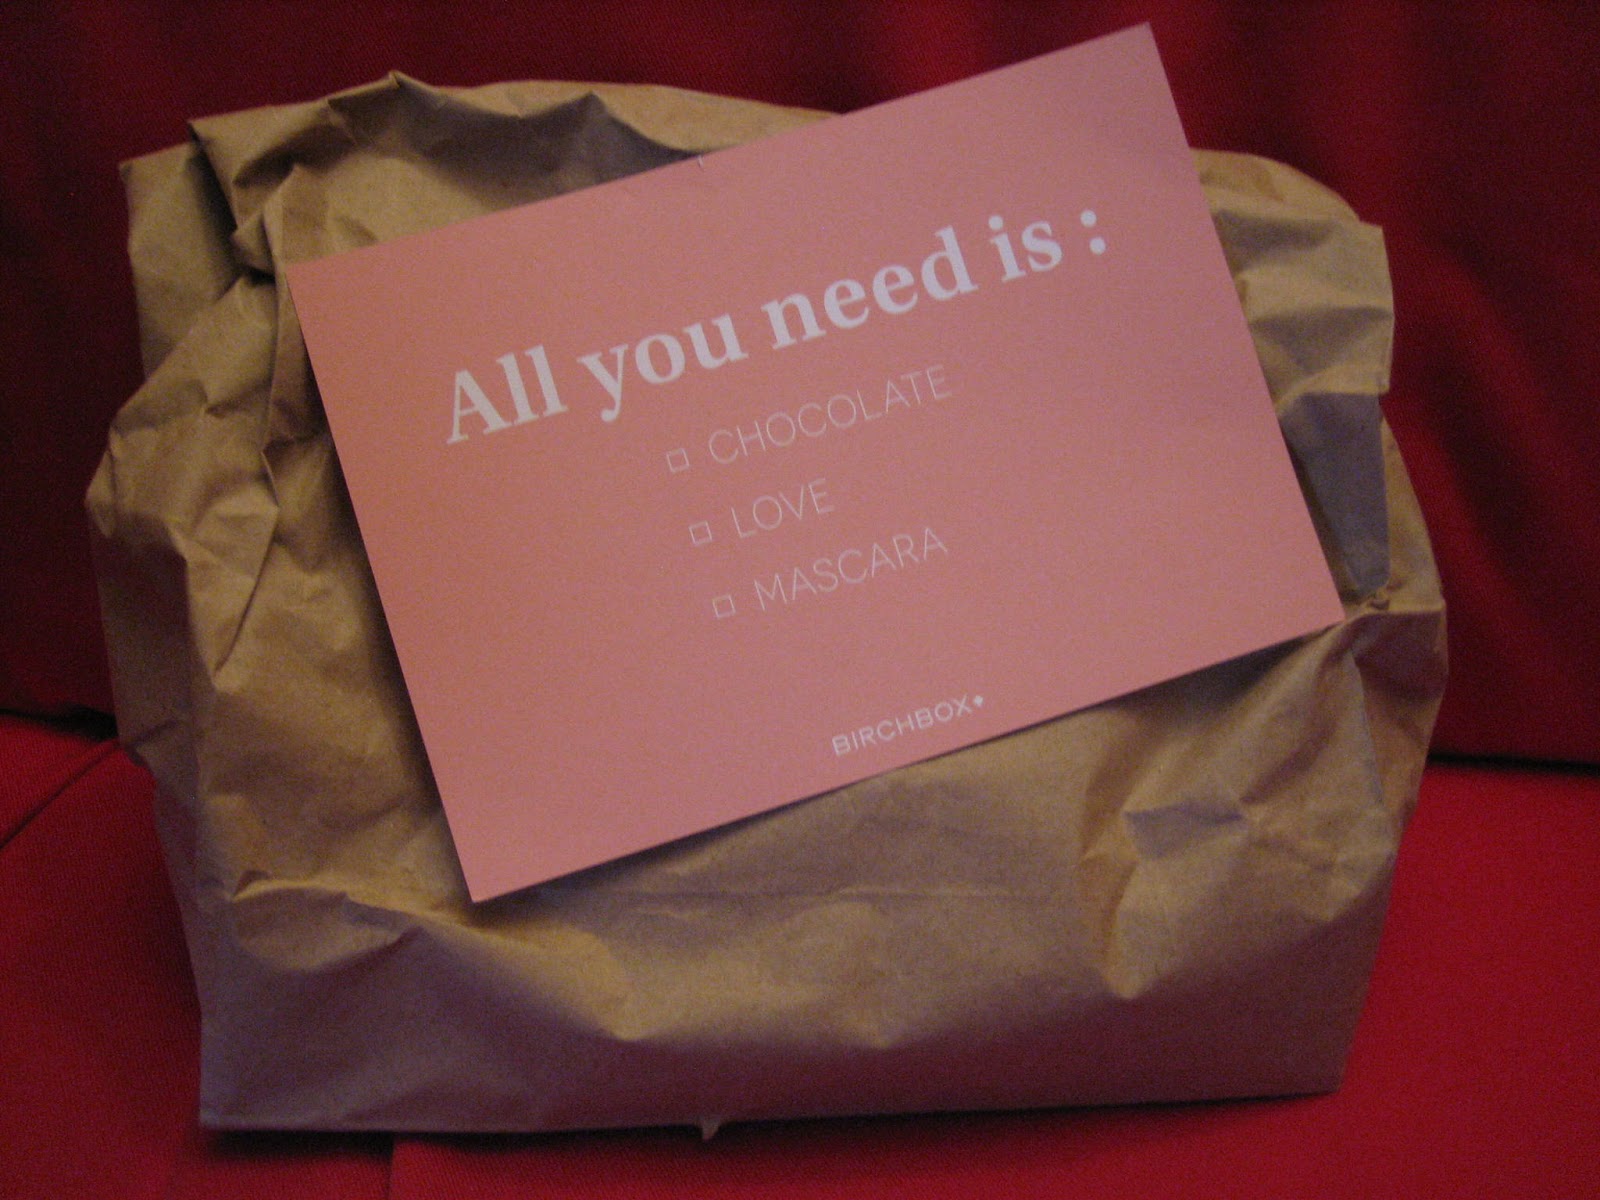 All you need is :
CHOCOLATE
LOVE
MASCARA
BIRCHBOX